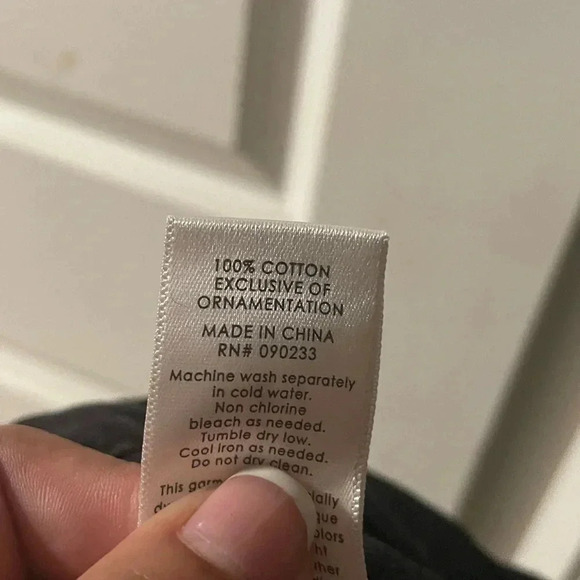 100% COTTON
EXCLUSIVE OF
ORNAMENTATION
MADE IN CHINA
RN# 090233
Machine wash separately
in cold water.
Non chlorine
bleach as needed.
Tumble dry low.
Cool iron as needed.
Do not dry clean.
This